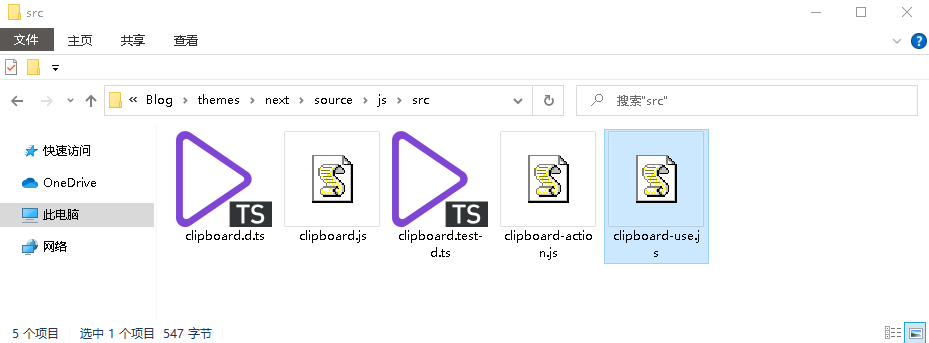 src
文件 主页 共享 查看
« Blog › themes › next › source › js › src
搜索"src"
快速访问
OneDrive
此电脑
网络
TS
clipboard.d.ts
clipboard.js
TS
clipboard.test-
d.ts
clipboard-actio
n.js
clipboard-use.j
s
5 个项目 选中 1 个项目 547 字节